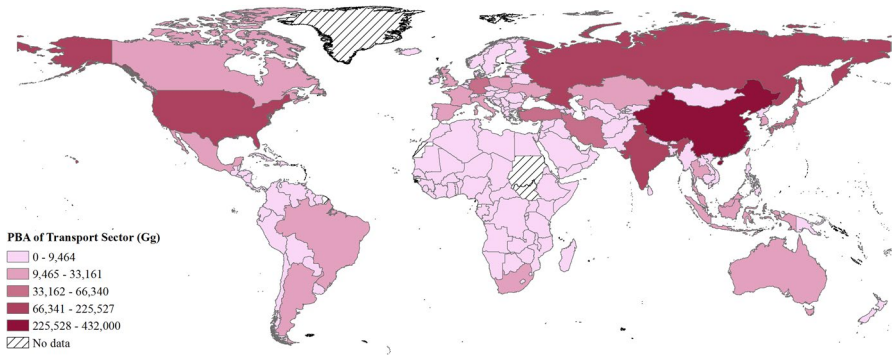 PBA of Transport Sector (Gg)
0 - 9,464
9,465 - 33,161
33,162 - 66,340
66,341 - 225,527
225,528 - 432,000
No data